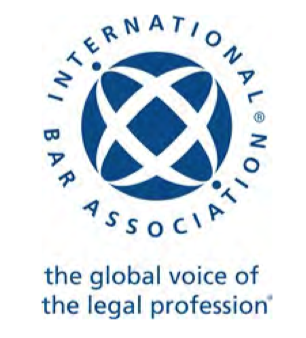 INTERNATIONAL®
BAR ASSOCIATION
the global voice of
the legal profession®